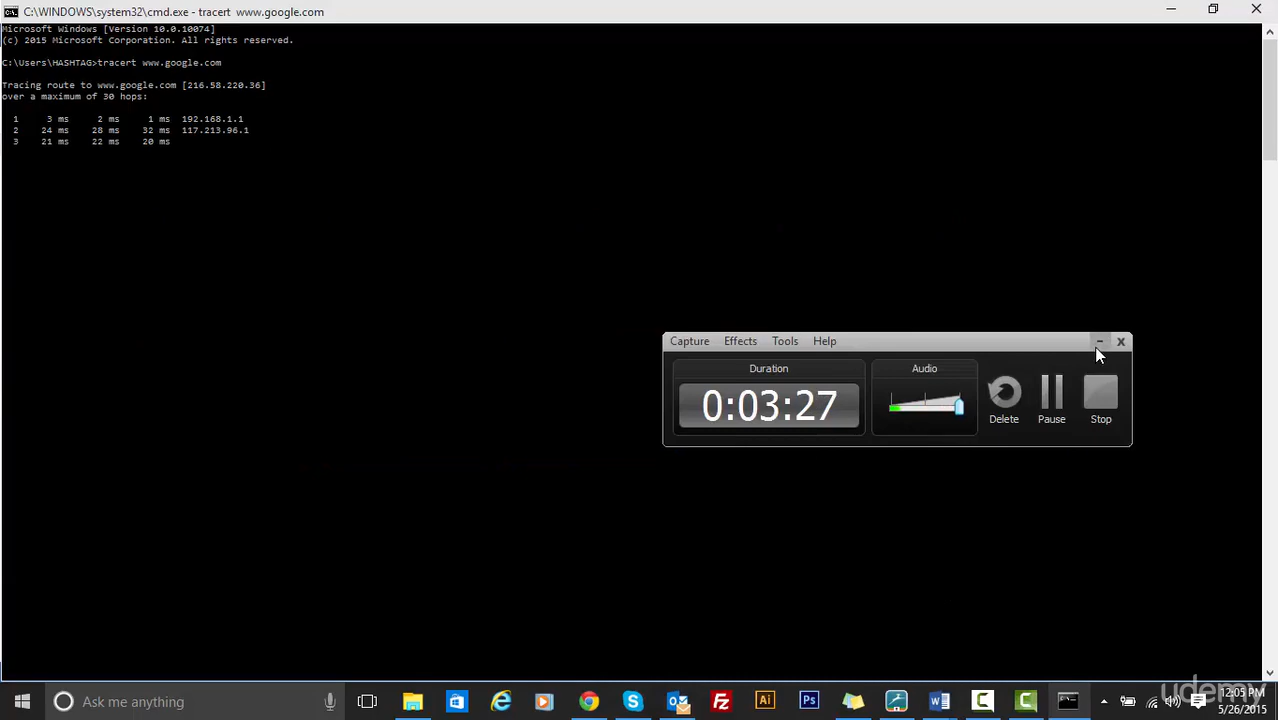 C:\WINDOWS\system32\cmd.exe - tracert www.google.com
Microsoft Windows [Version 10.0.10074]
(c) 2015 Microsoft Corporation. All rights reserved.
C:\Users\HASHTAG>tracert www.google.com
Tracing route to www.google.com [216.58.220.36]
over a maximum of 30 hops:
1 3 ms 2 ms 1 ms 192.168.1.1
2 24 ms 28 ms 32 ms 117.213.96.1
3 21 ms 22 ms 20 ms
Capture Effects Tools Help
Duration Audio
0:03:27
Delete Pause Stop
Ask me anything
Ai
Ps
udemy
12:05 PM
5/26/2015